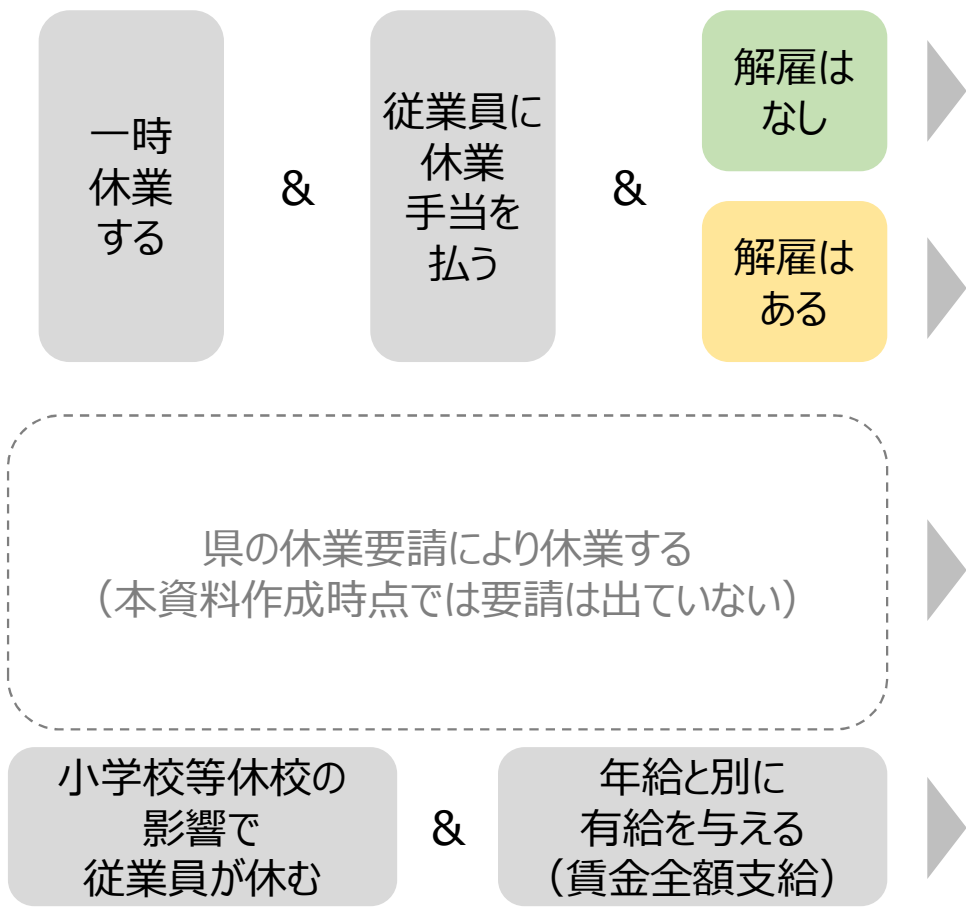 一時
休業
する
&
従業員に
休業
手当を
払う
&
解雇は
なし
解雇は
ある
県の休業要請により休業する
（本資料作成時点では要請は出ていない）
小学校等休校の
影響で
従業員が休む
&
年給と別に
有給を与える
（賃金全額支給）